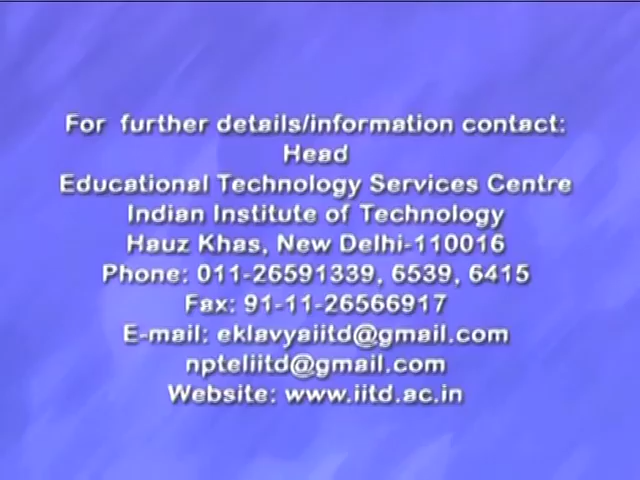 For further details/information contact:
Head
Educational Technology Services Centre
Indian Institute of Technology
Hauz Khas, New Delhi-110016
Phone: 011-26591339, 6539, 6415
Fax: 91-11-26566917
E-mail: eklavyaiitd@gmail.com
npteliitd@gmail.com
Website: www.iitd.ac.in